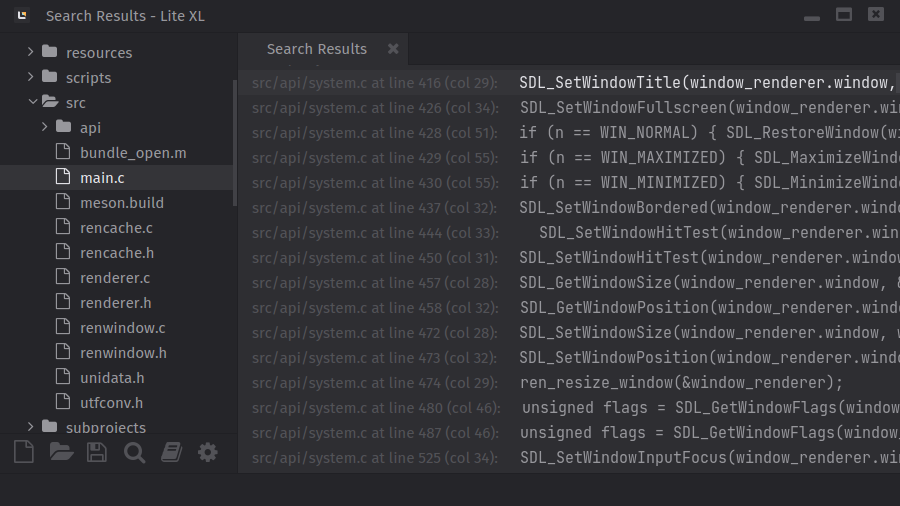 Search Results - Lite XL
resources
scripts
src
api
bundle_open.m
main.c
meson.build
rencache.c
rencache.h
renderer.c
renderer.h
renwindow.c
renwindow.h
unidata.h
utfconv.h
subprojects
Search Results
src/api/system.c at line 416 (col 29): SDL_SetWindowTitle(window_renderer.window,
src/api/system.c at line 426 (col 34): SDL_SetWindowFullscreen(window_renderer.win
src/api/system.c at line 428 (col 51): if (n == WIN_NORMAL) { SDL_RestoreWindow(wi
src/api/system.c at line 429 (col 55): if (n == WIN_MAXIMIZED) { SDL_MaximizeWindo
src/api/system.c at line 430 (col 55): if (n == WIN_MINIMIZED) { SDL_MinimizeWindo
src/api/system.c at line 437 (col 32): SDL_SetWindowBordered(window_renderer.windo
src/api/system.c at line 444 (col 33): SDL_SetWindowHitTest(window_renderer.win
src/api/system.c at line 450 (col 31): SDL_SetWindowHitTest(window_renderer.window
src/api/system.c at line 457 (col 28): SDL_GetWindowSize(window_renderer.window, &
src/api/system.c at line 458 (col 32): SDL_GetWindowPosition(window_renderer.windo
src/api/system.c at line 472 (col 28): SDL_SetWindowSize(window_renderer.window, w
src/api/system.c at line 473 (col 32): SDL_SetWindowPosition(window_renderer.windo
src/api/system.c at line 474 (col 29): ren_resize_window(&window_renderer);
src/api/system.c at line 480 (col 46): unsigned flags = SDL_GetWindowFlags(window
src/api/system.c at line 487 (col 46): unsigned flags = SDL_GetWindowFlags(window_
src/api/system.c at line 525 (col 34): SDL_SetWindowInputFocus(window_renderer.win